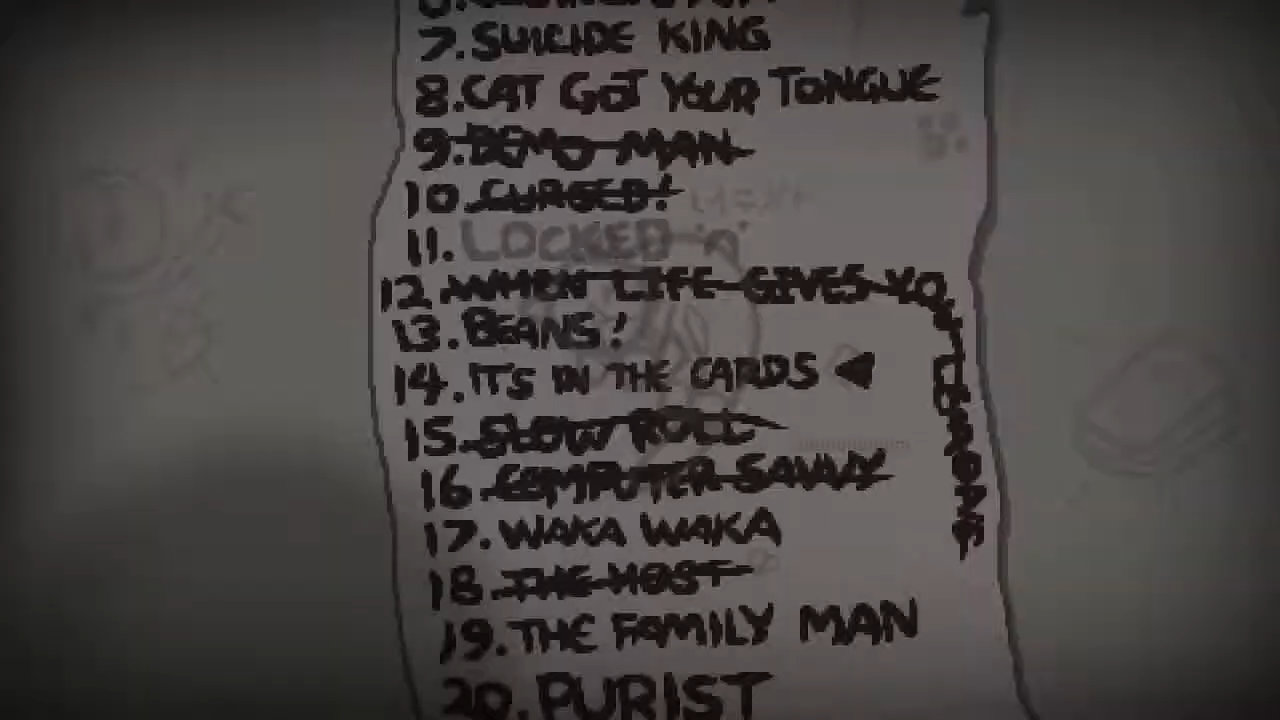 7. SUICIDE KING
8. CAT GOT YOUR TONGUE
9. DEMO MAN
10. CURSED!
11. LOCKED
12. WHEN LIFE GIVES YOU LEMONS
13. BEANS!
14. IT'S IN THE CARDS ◀
15. SLOW ROLL
16. COMPUTER SAVVY
17. WAKA WAKA
18. THE HOST
19. THE FAMILY MAN
20. PURIST